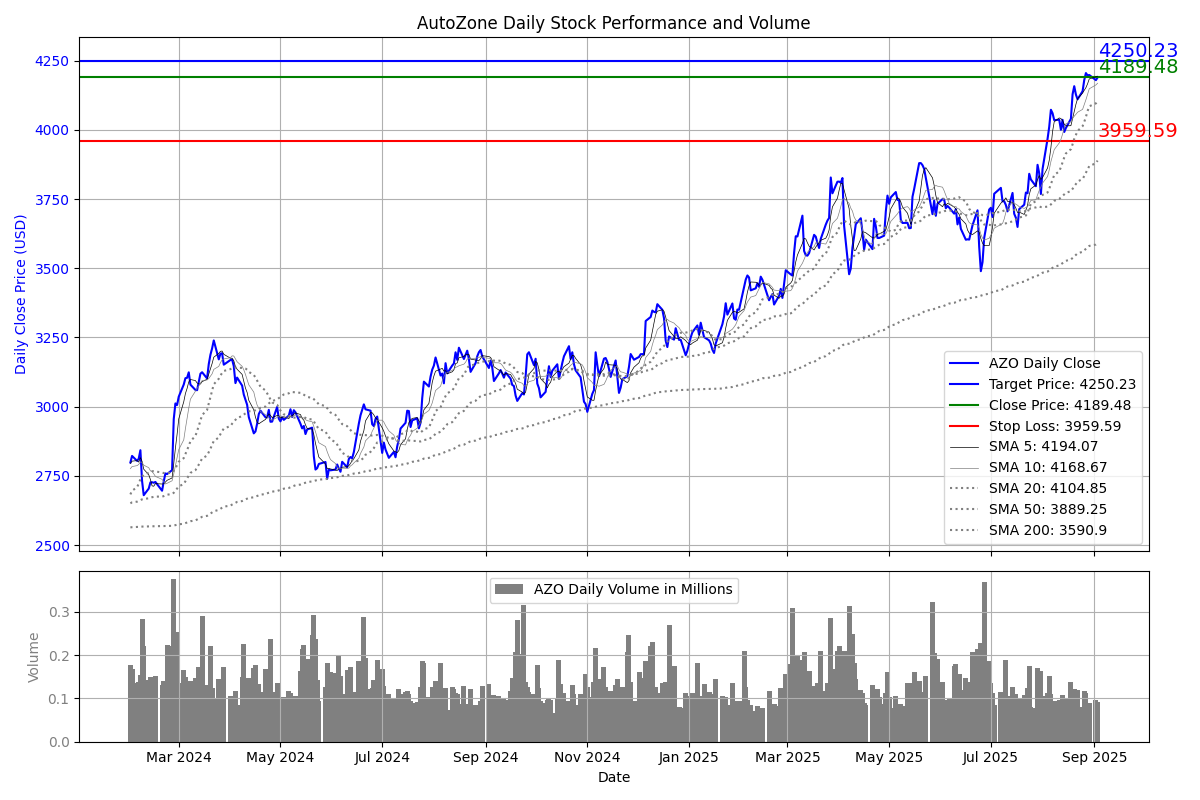 AutoZone Daily Stock Performance and Volume
4250.23
4189.48
3959.59
4250
4000
3750
3500
3250
3000
2750
2500
Daily Close Price (USD)
AZO Daily Close
Target Price: 4250.23
Close Price: 4189.48
Stop Loss: 3959.59
SMA 5: 4194.07
SMA 10: 4168.67
SMA 20: 4104.85
SMA 50: 3889.25
SMA 200: 3590.9
AZO Daily Volume in Millions
0.3
0.2
0.1
0.0
Volume
Mar 2024 May 2024 Jul 2024 Sep 2024 Nov 2024 Jan 2025 Mar 2025 May 2025 Jul 2025 Sep 2025
Date